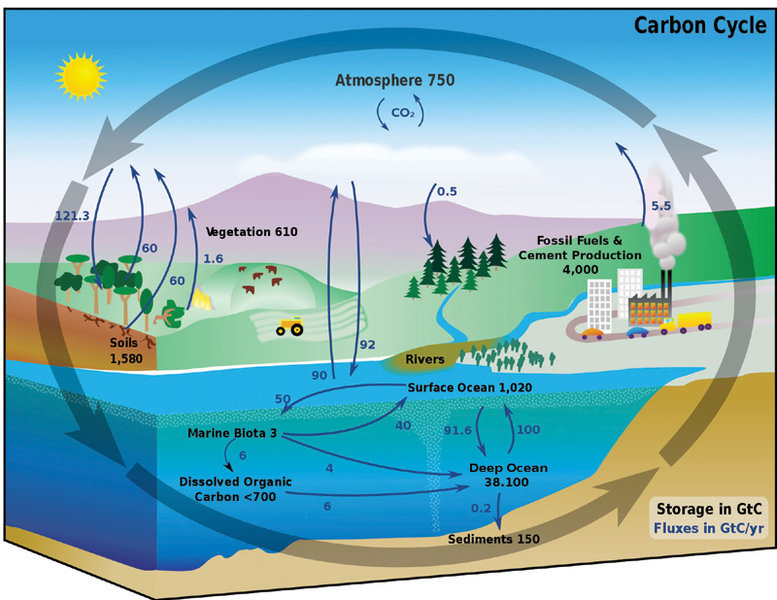 Carbon Cycle
Atmosphere 750
CO₂
0.5
5.5
121.3
60
60
1.6
Vegetation 610
Fossil Fuels &
Cement Production
4,000
Soils
1,580
92
90
Rivers
Surface Ocean 1,020
50
40
91.6
100
Marine Biota 3
6
4
Deep Ocean
38.100
Dissolved Organic
Carbon <700
6
0.2
Sediments 150
Storage in GtC
Fluxes in GtC/yr